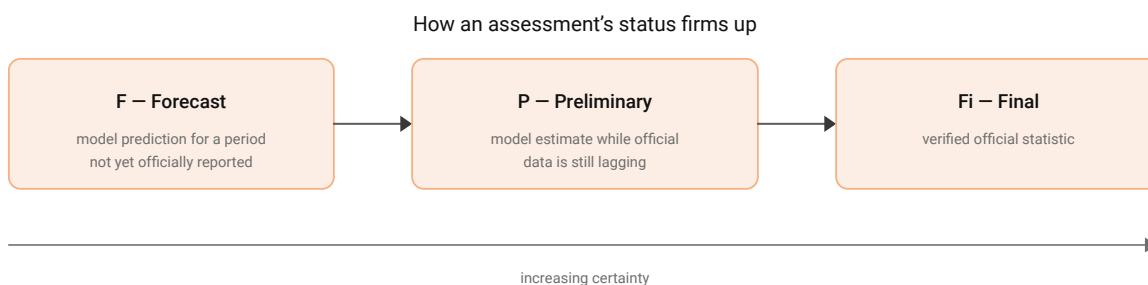 How an assessment’s status firms up
F — Forecast
model prediction for a period
not yet officially reported
P — Preliminary
model estimate while official
data is still lagging
Fi — Final
verified official statistic
increasing certainty